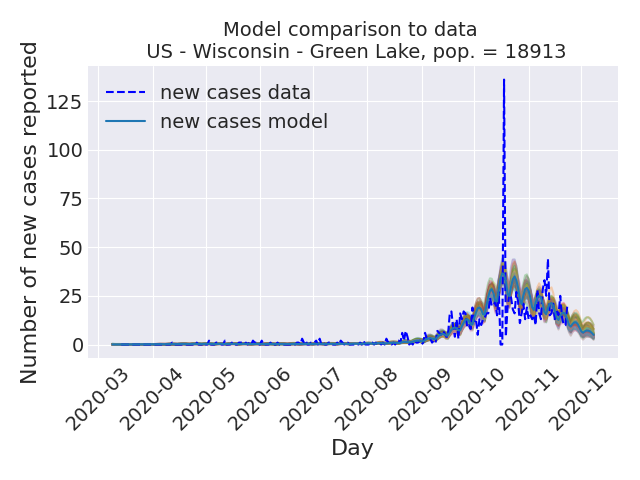 Model comparison to data
US - Wisconsin - Green Lake, pop. = 18913
Number of new cases reported
125
100
75
50
25
0
new cases data
new cases model
2020-03
2020-04
2020-05
2020-06
2020-07
2020-08
2020-09
2020-10
2020-11
2020-12
Day